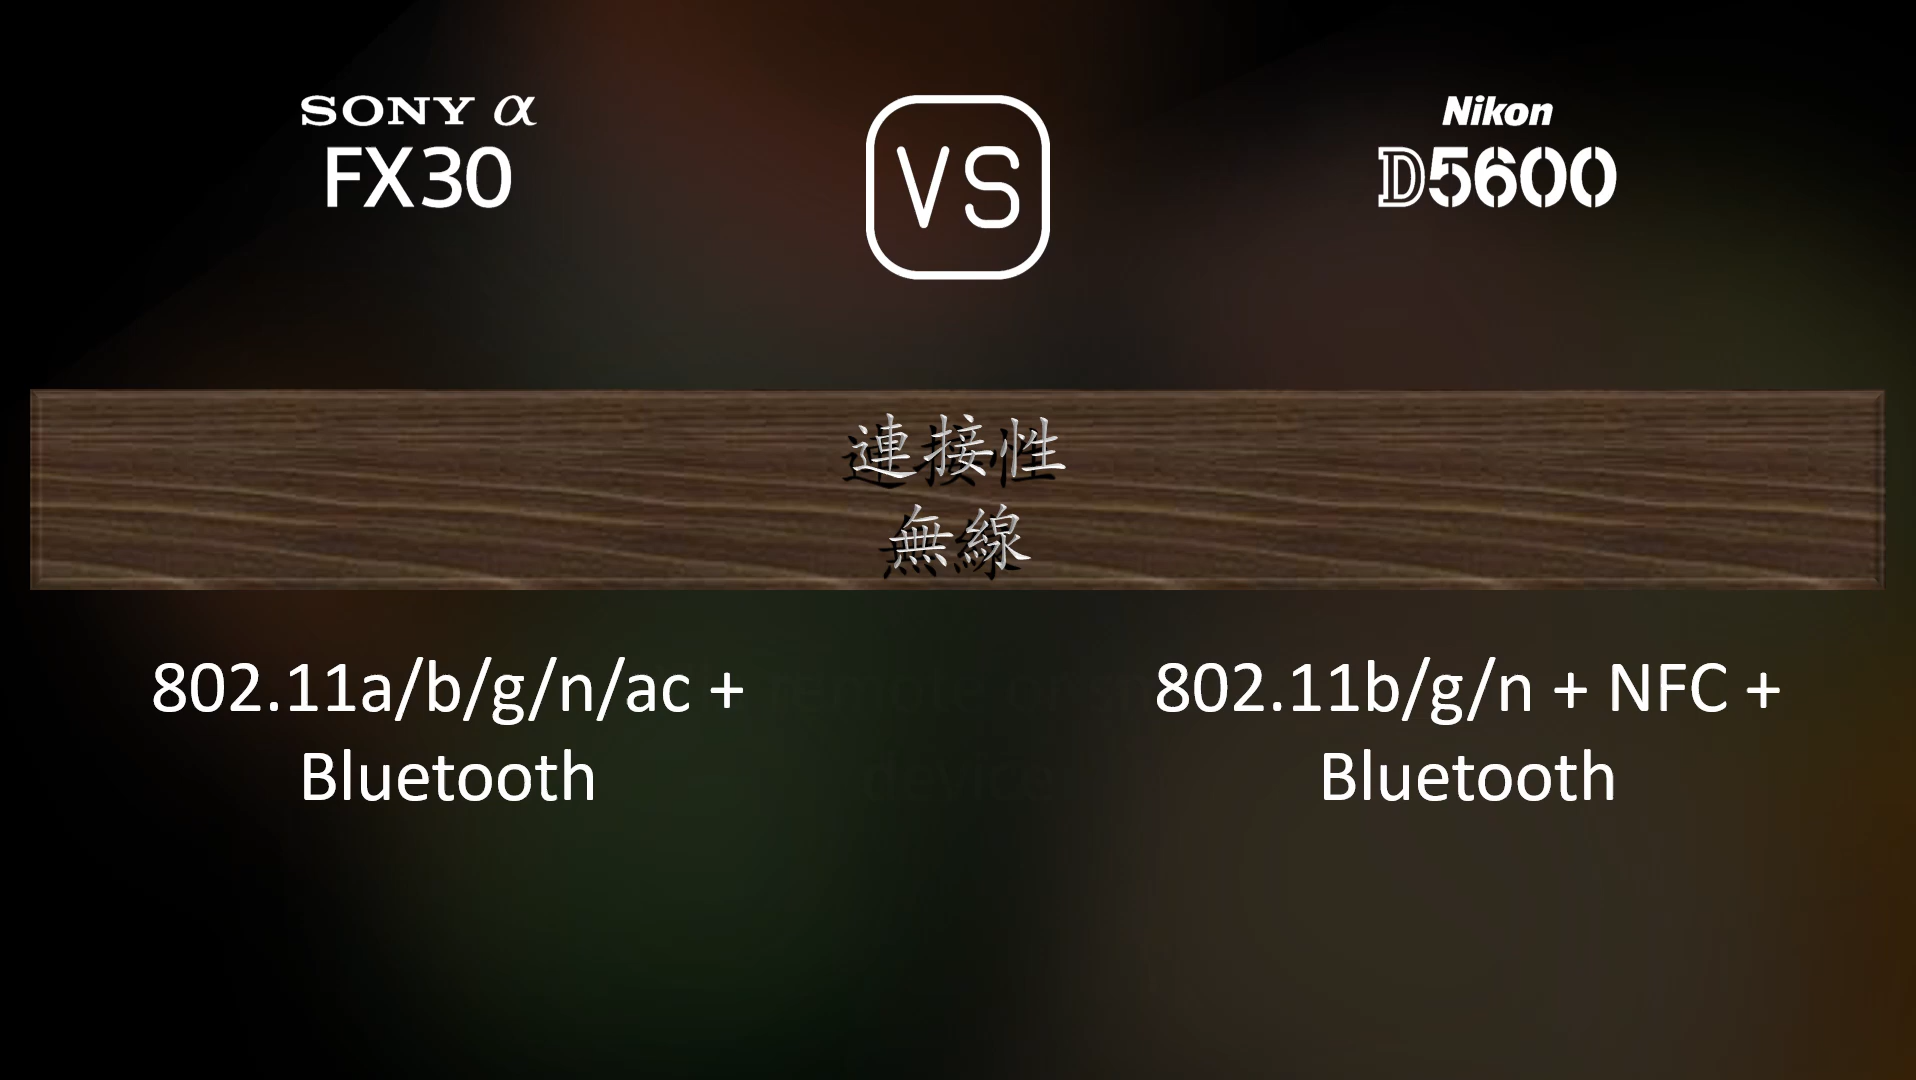 SONY α
FX30
VS
Nikon
D5600
連接性
無線
802.11a/b/g/n/ac +
Bluetooth
802.11b/g/n + NFC +
Bluetooth